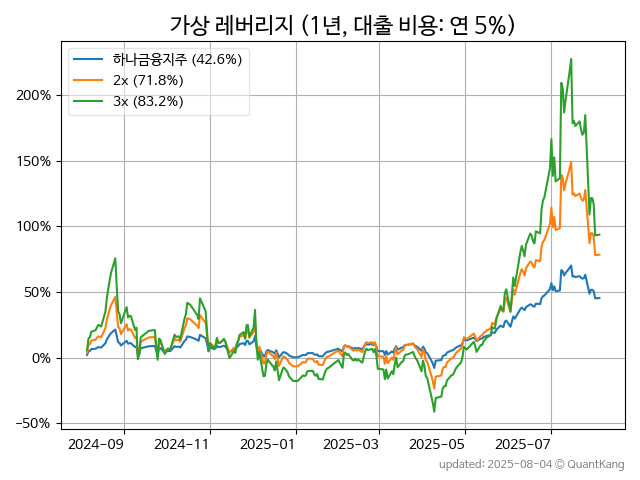 가상 레버리지 (1년, 대출 비용: 연 5%)
하나금융지주 (42.6%)
2x (71.8%)
3x (83.2%)
200%
150%
100%
50%
0%
−50%
2024-09 2024-11 2025-01 2025-03 2025-05 2025-07
updated: 2025-08-04 © QuantKang